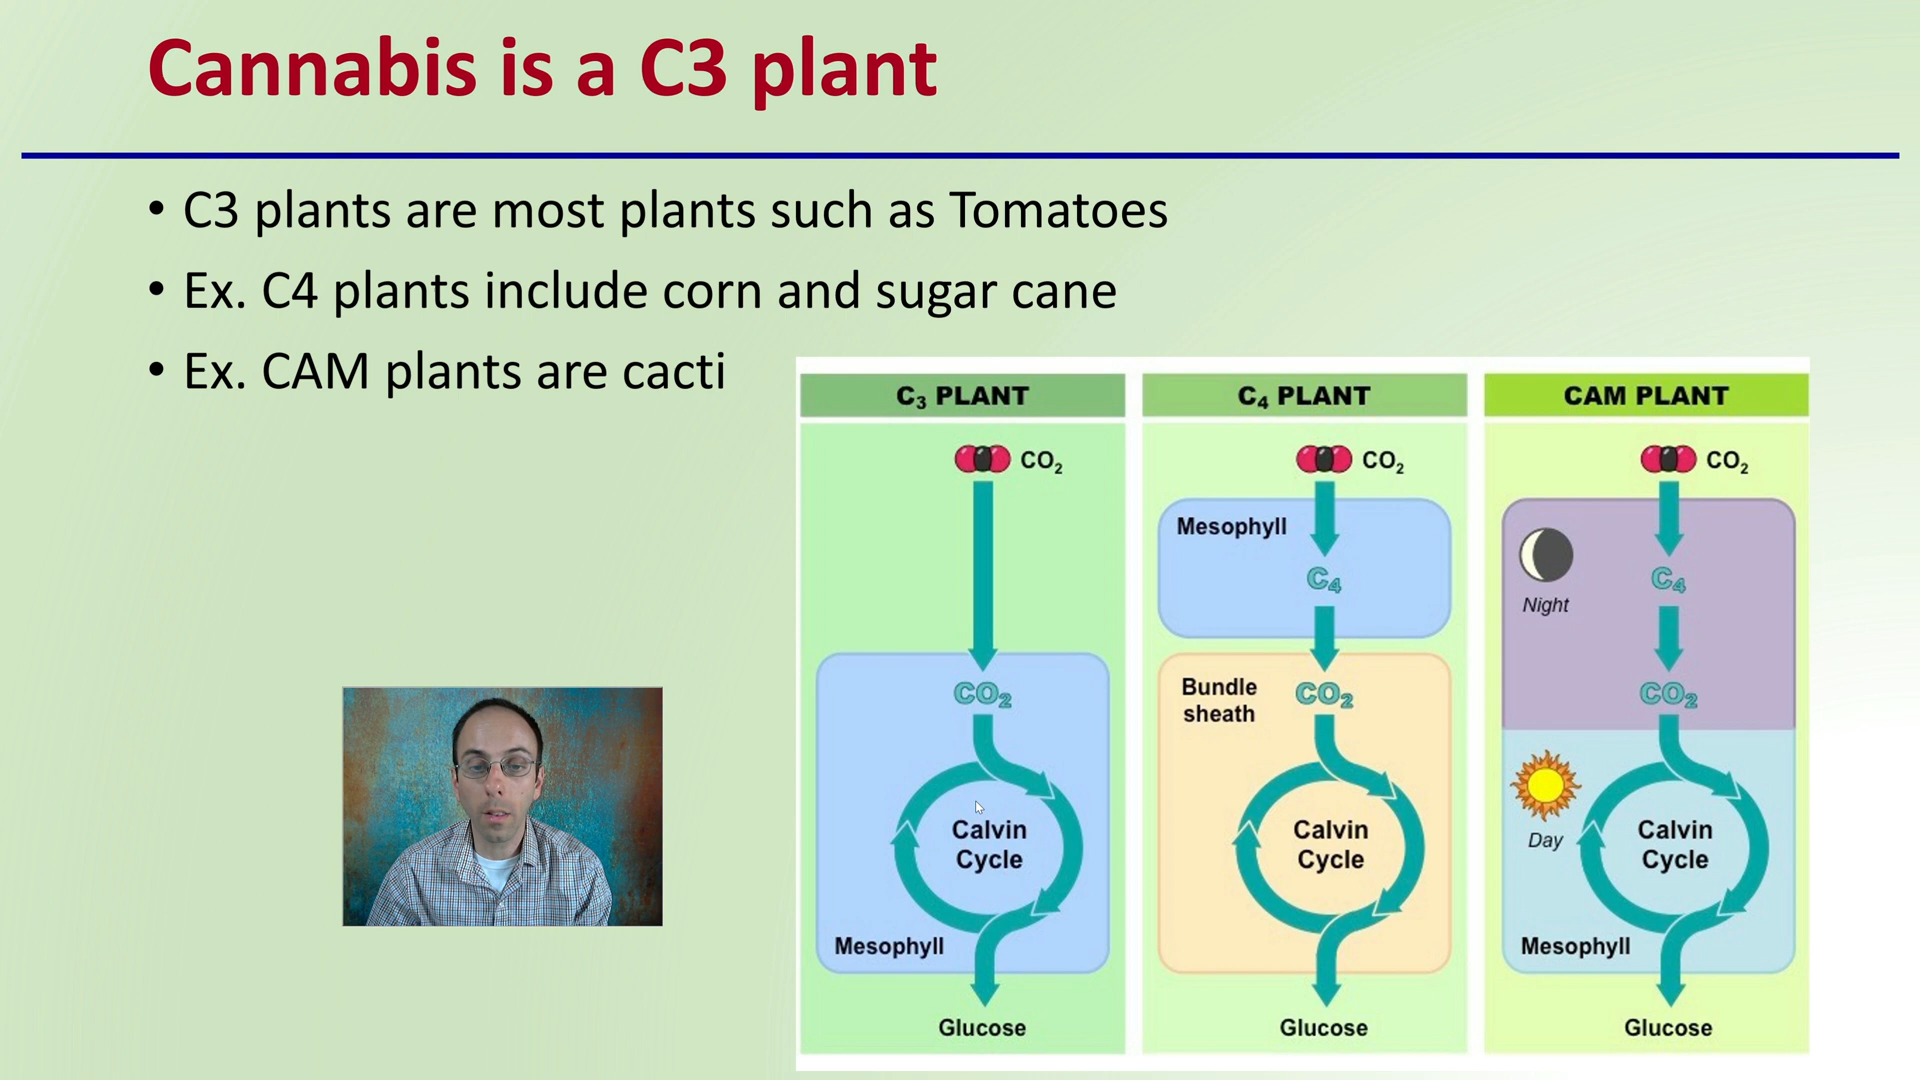 Cannabis is a C3 plant
• C3 plants are most plants such as Tomatoes
• Ex. C4 plants include corn and sugar cane
• Ex. CAM plants are cacti
C₃ PLANT
CO₂
CO₂
Calvin
Cycle
Mesophyll
Glucose
C₄ PLANT
CO₂
Mesophyll
C₄
Bundle
sheath
CO₂
Calvin
Cycle
Glucose
CAM PLANT
CO₂
C₄
Night
CO₂
Day
Calvin
Cycle
Mesophyll
Glucose